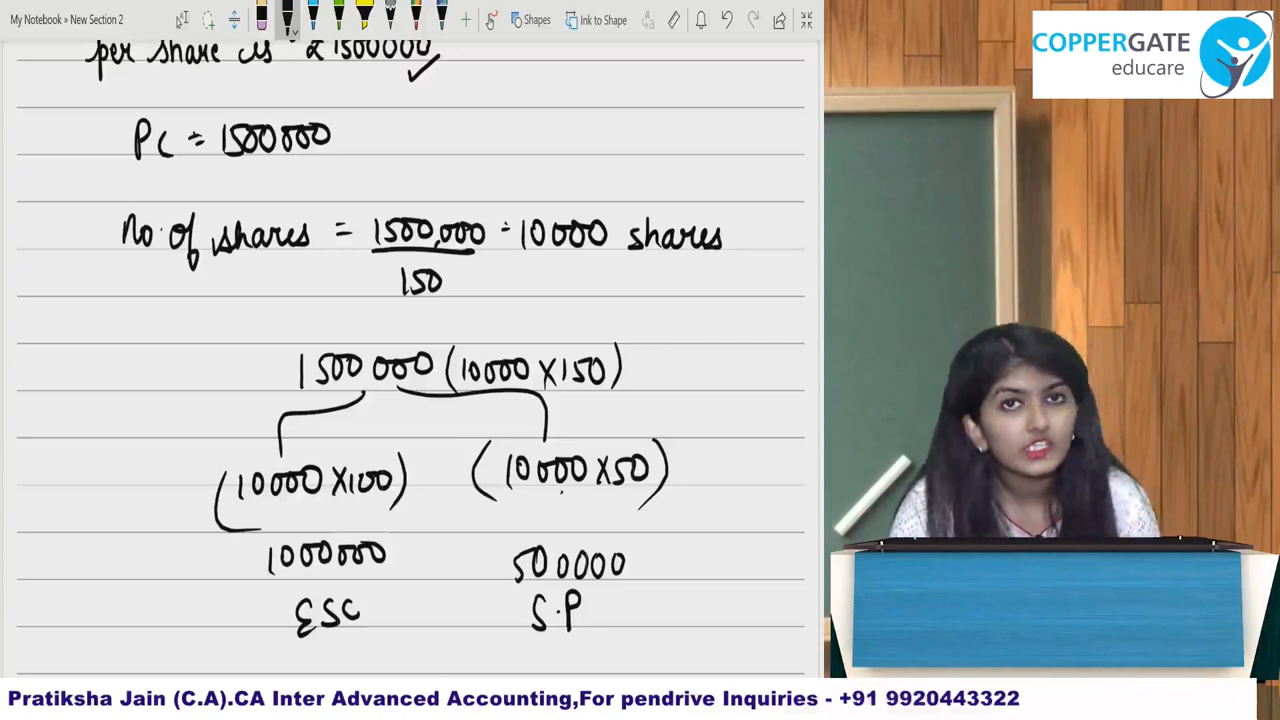 My Notebook » New Section 2
Shapes
Ink to Shape
COPPERGATE
educare
per share is ₹ 1500000
PC = 1500000
No. of shares = 1500,000 = 10000 shares
150
1500000 (10000 X 150)
(10000 X 100) (10000 X 50)
1000000 500000
ESC S.P
Pratiksha Jain (C.A).CA Inter Advanced Accounting,For pendrive Inquiries - +91 9920443322